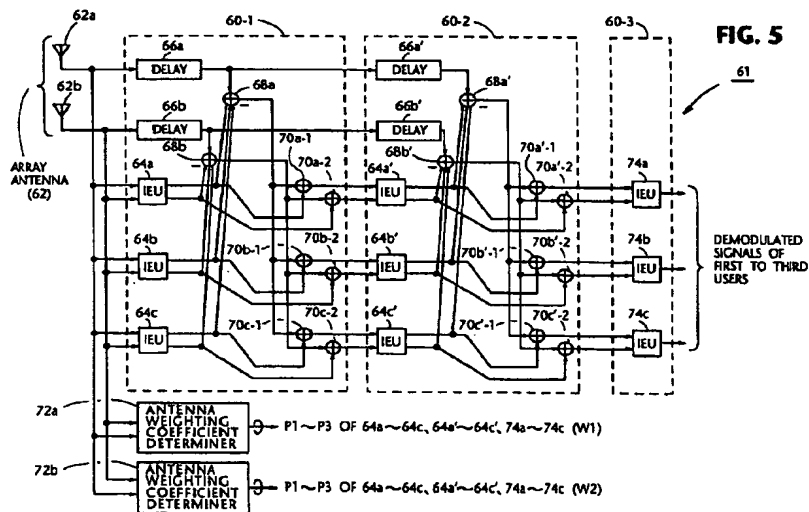 60-1
60-2
60-3
FIG. 5
61
62a
62b
66a
DELAY
66a'
DELAY
68a
68a'
66b
DELAY
66b'
DELAY
68b
68b'
ARRAY
ANTENNA
(62)
64a
IEU
70a-1
70a-2
64a'
IEU
70a'-1
70a'-2
74a
IEU
64b
IEU
70b-1
70b-2
64b'
IEU
70b'-1
70b'-2
74b
IEU
DEMODULATED
SIGNALS OF
FIRST TO THIRD
USERS
64c
IEU
70c-1
70c-2
64c'
IEU
70c'-1
70c'-2
74c
IEU
72a
ANTENNA
WEIGHTING
COEFFICIENT
DETERMINER
P1~P3 OF 64a~64c、64a'~64c'、74a~74c (W1)
72b
ANTENNA
WEIGHTING
COEFFICIENT
P1~P3 OF 64a~64c、64a'~64c'、74a~74c (W2)
DETERMINER